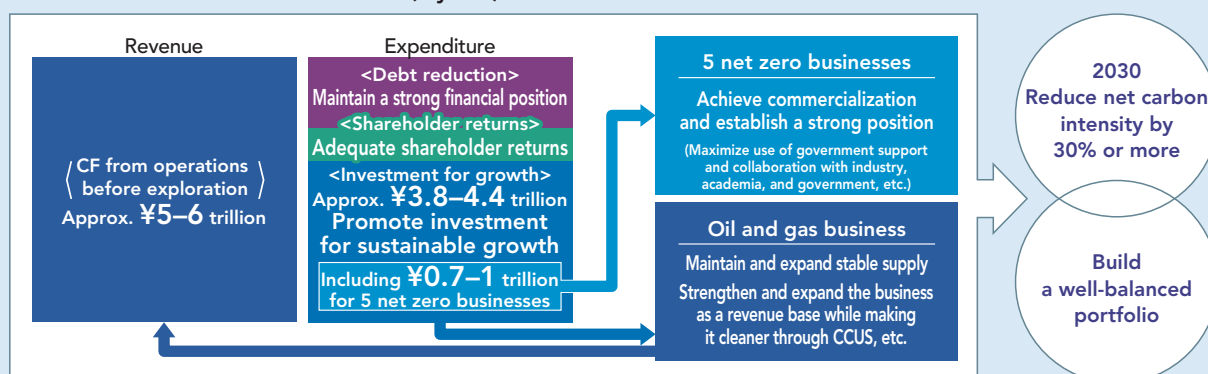 Revenue
CF from operations
before exploration
Approx. ¥5–6 trillion
Expenditure
<Debt reduction>
Maintain a strong financial position
<Shareholder returns>
Adequate shareholder returns
<Investment for growth>
Approx. ¥3.8–4.4 trillion
Promote investment
for sustainable growth
Including ¥0.7–1 trillion
for 5 net zero businesses
5 net zero businesses
Achieve commercialization
and establish a strong position
(Maximize use of government support
and collaboration with industry,
academia, and government, etc.)
Oil and gas business
Maintain and expand stable supply
Strengthen and expand the business
as a revenue base while making
it cleaner through CCUS, etc.
2030
Reduce net carbon
intensity by
30% or more
Build
a well-balanced
portfolio